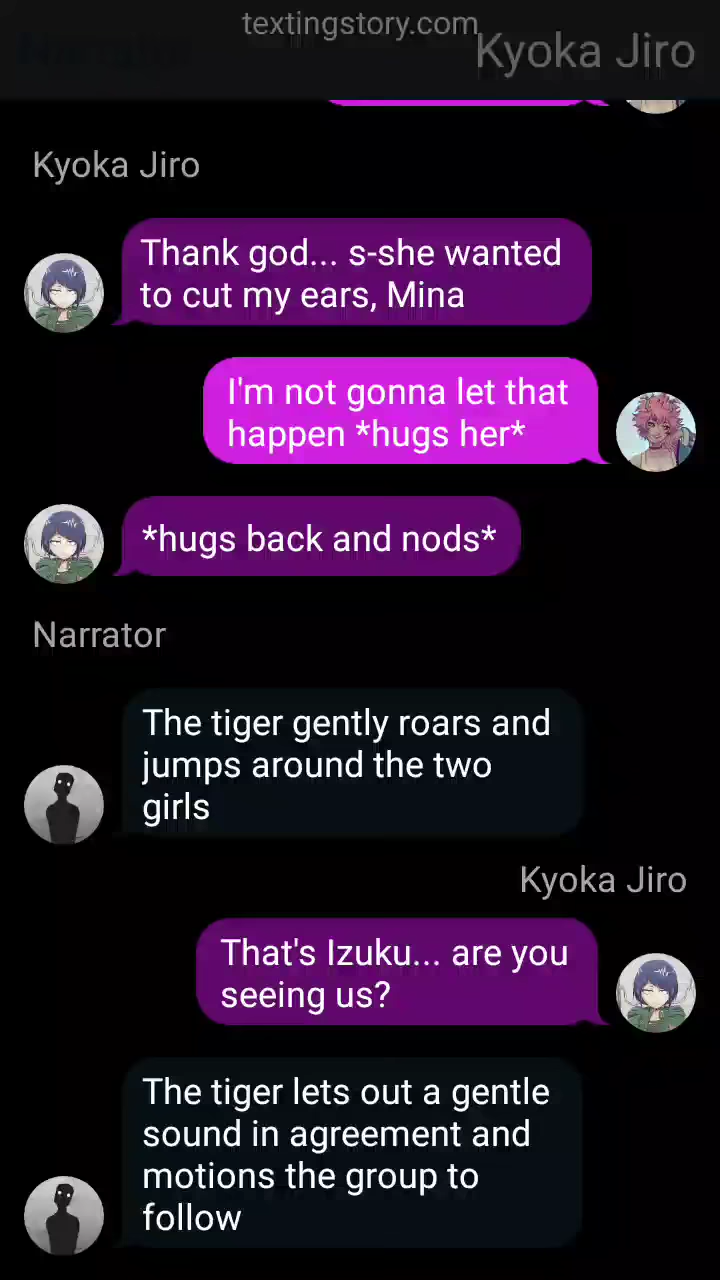 textingstory.com
Kyoka Jiro
Kyoka Jiro
Thank god... s-she wanted
to cut my ears, Mina
I'm not gonna let that
happen *hugs her*
*hugs back and nods*
Narrator
The tiger gently roars and
jumps around the two
girls
Kyoka Jiro
That's Izuku... are you
seeing us?
The tiger lets out a gentle
sound in agreement and
motions the group to
follow